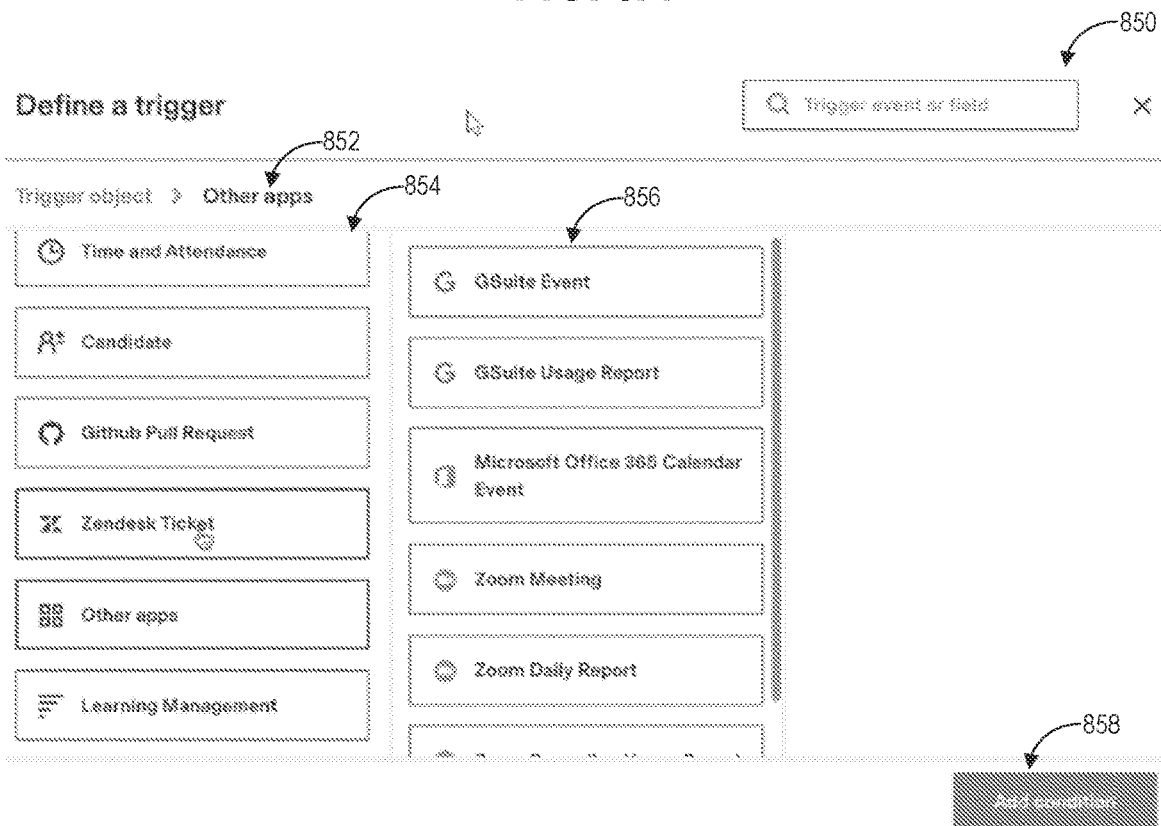 850
Define a trigger
Trigger event or field
852
Trigger object > Other apps
854
856
Time and Attendance
Candidate
Github Pull Request
Zendesk Ticket
Other apps
Learning Management
GSuite Event
GSuite Usage Report
Microsoft Office 365 Calendar
Event
Zoom Meeting
Zoom Daily Report
858
Add condition